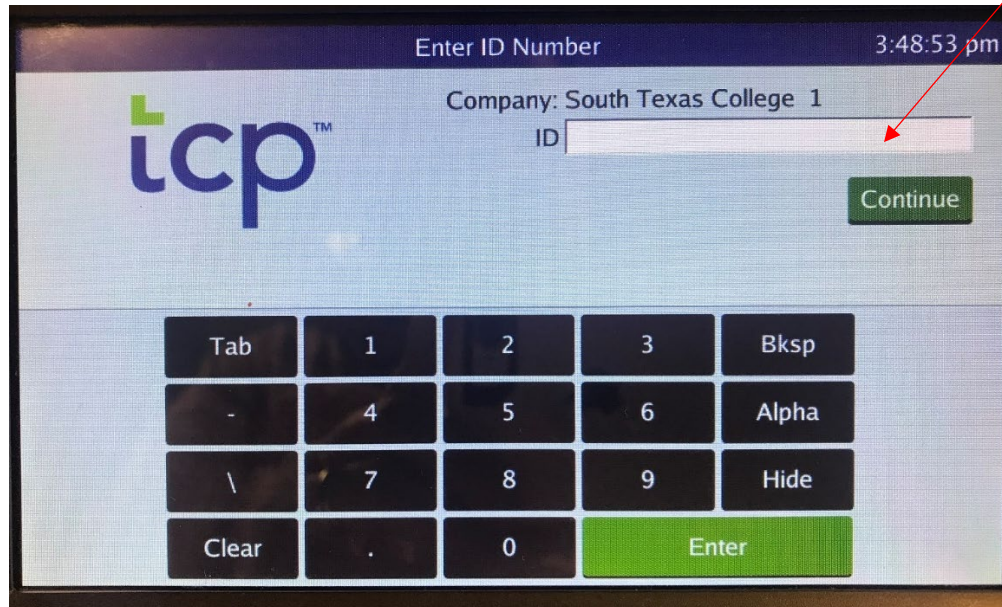 Enter ID Number 3:48:53 pm
tcp™
Company: South Texas College 1
ID
Continue
Tab 1 2 3 Bksp
- 4 5 6 Alpha
\ 7 8 9 Hide
Clear . 0 Enter